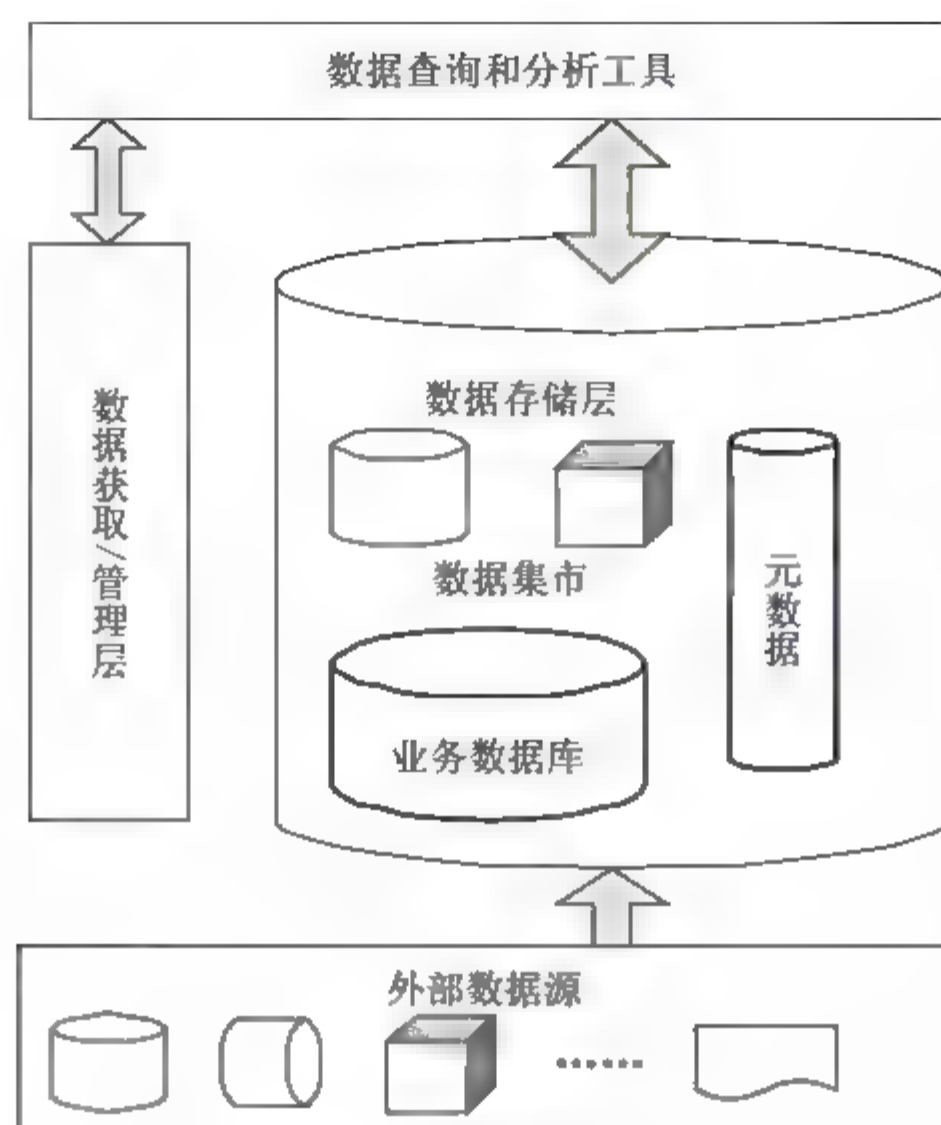 数据查询和分析工具
数据获取/管理层
数据存储层
数据集市
元数据
业务数据库
外部数据源